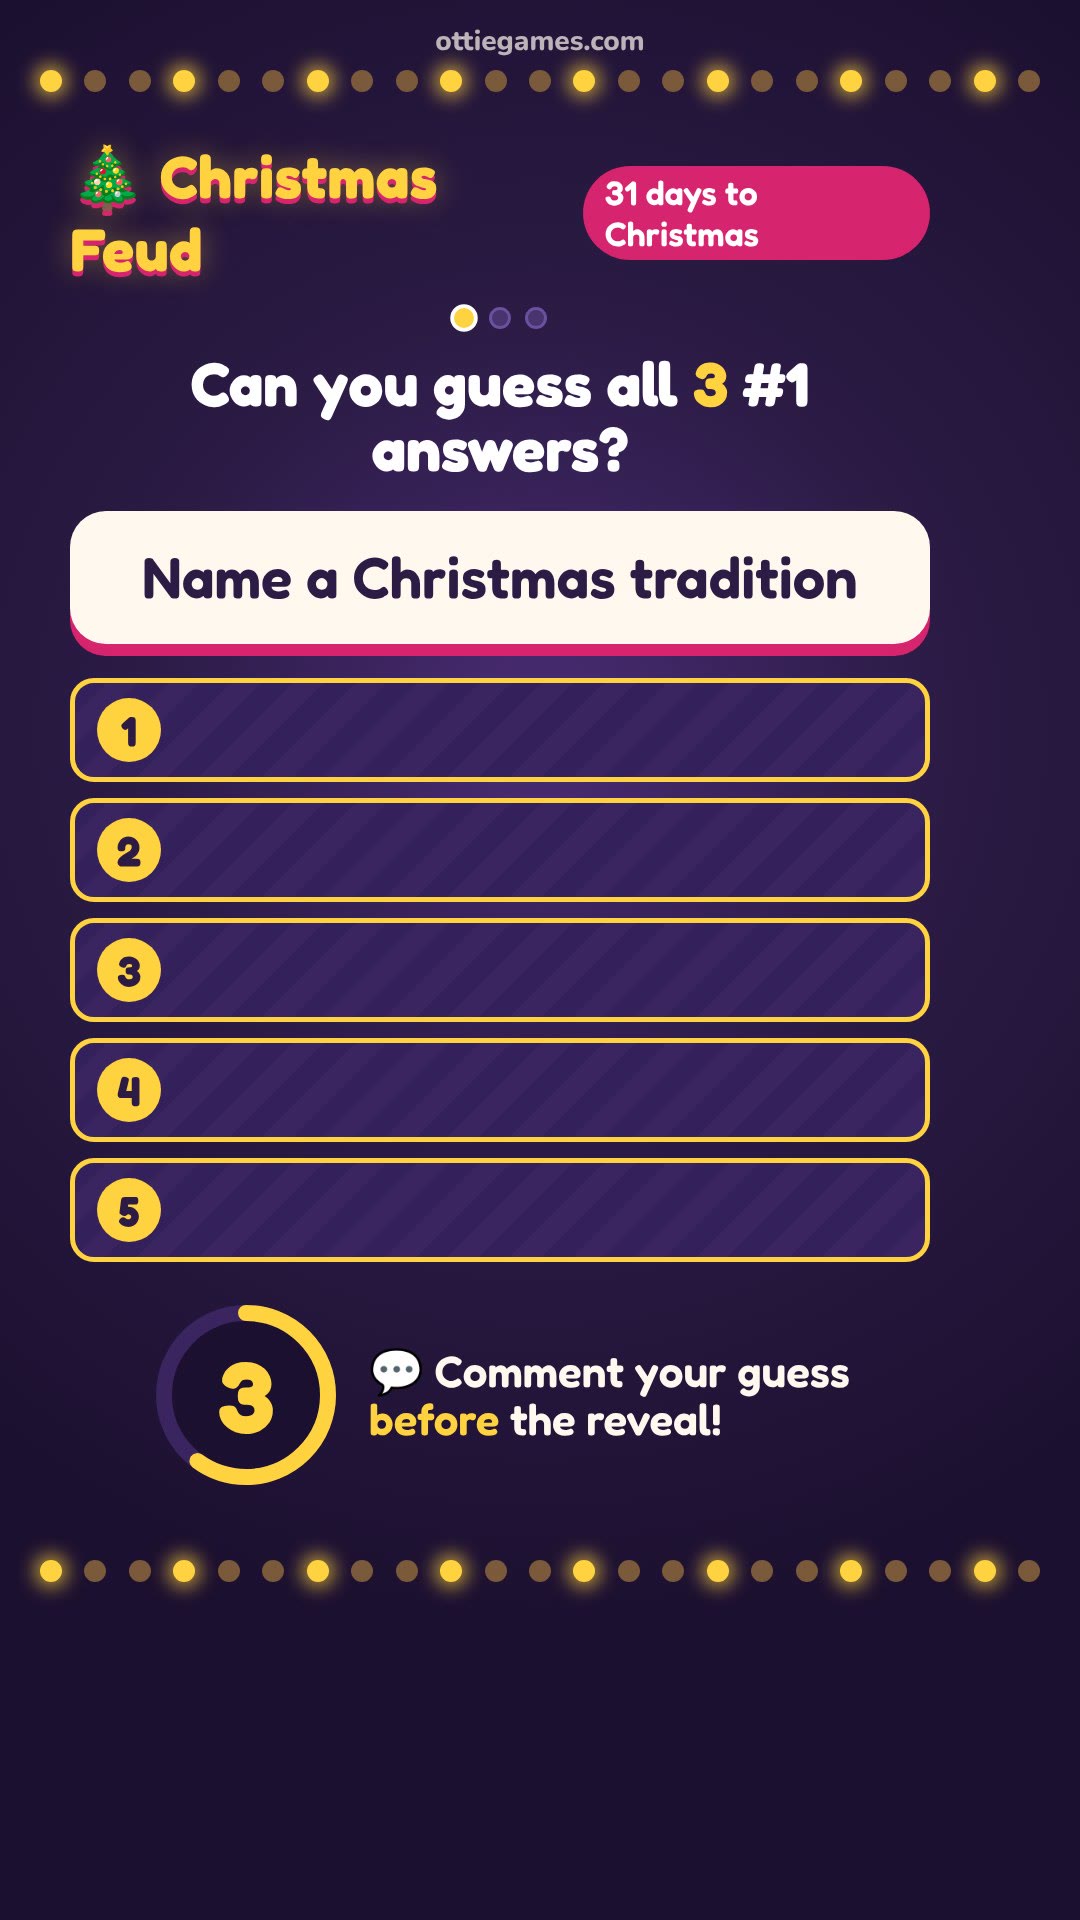 ottiegames.com
🎄 Christmas
Feud
31 days to
Christmas
Can you guess all 3 #1
answers?
Name a Christmas tradition
1
2
3
4
5
3
💬 Comment your guess
before the reveal!